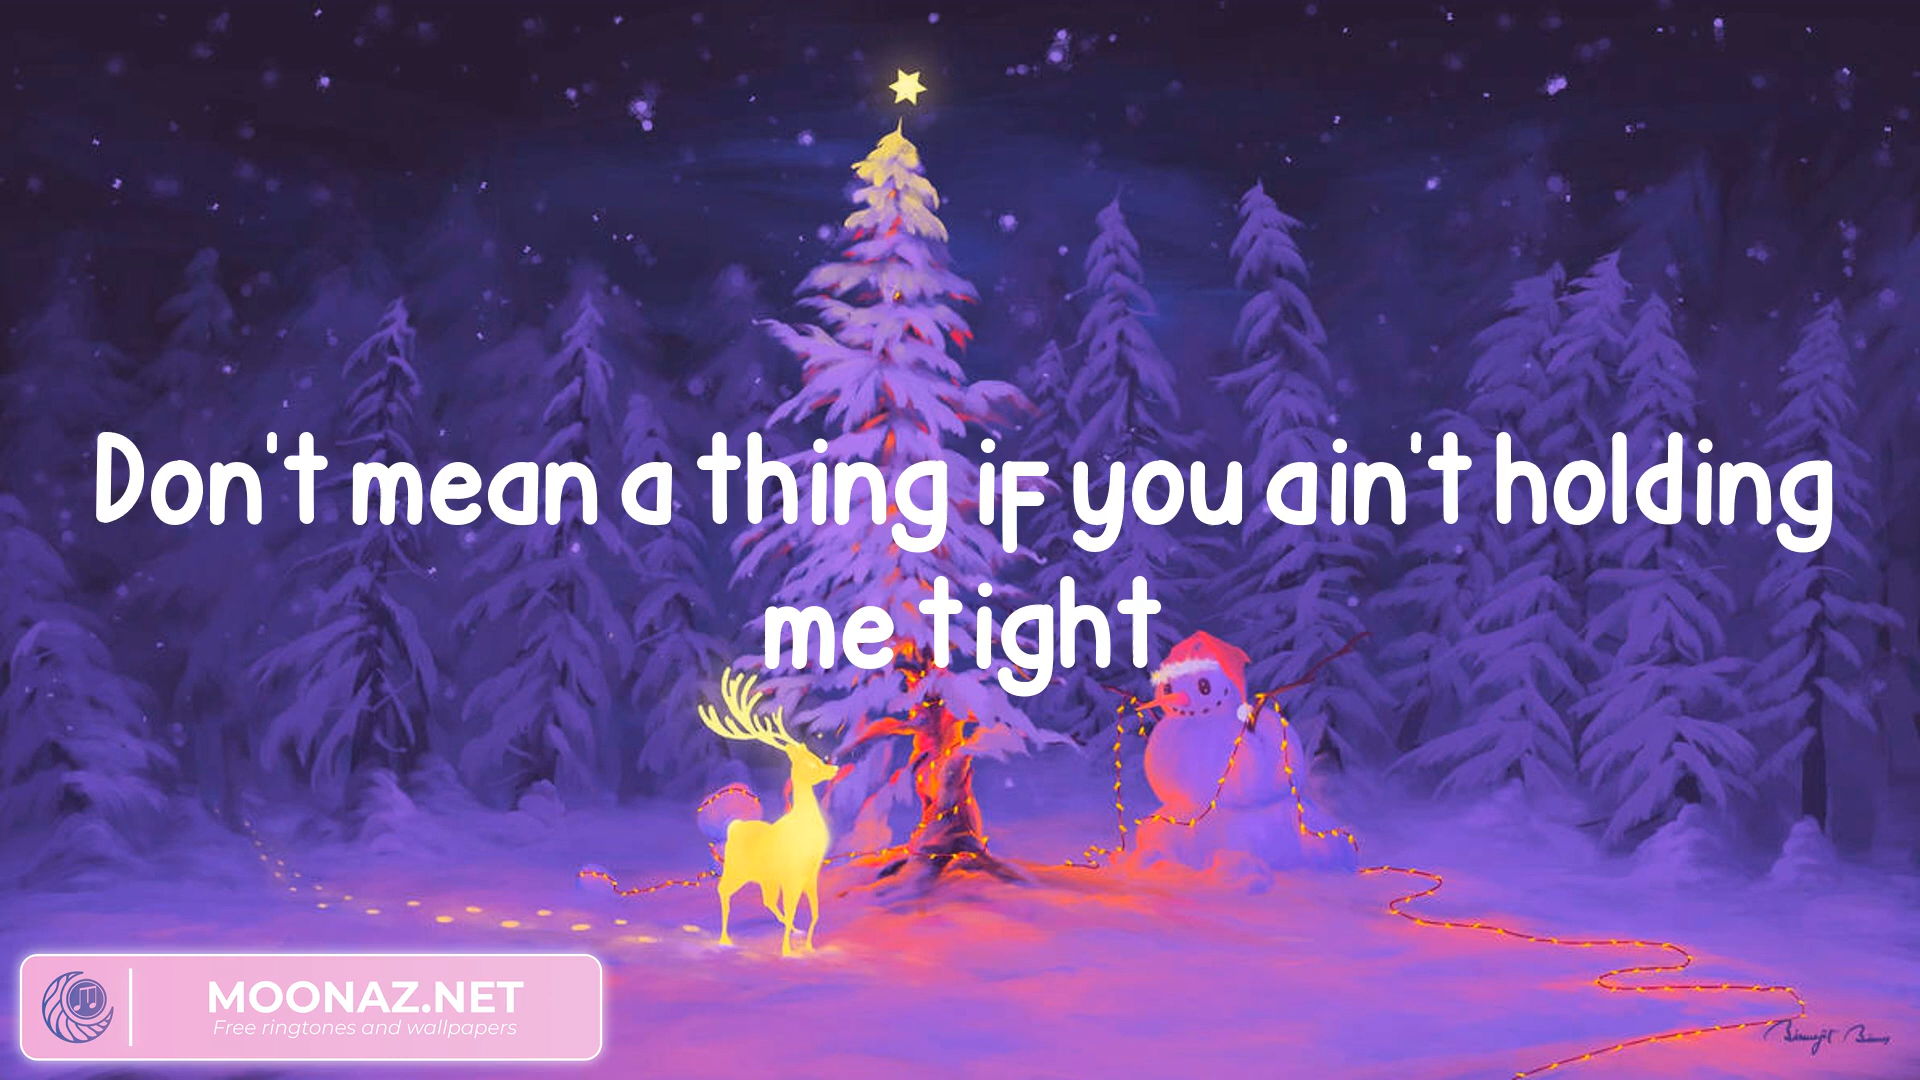 Don't mean a thing if you ain't holding
me tight
MOONAZ.NET
Free ringtones and wallpapers